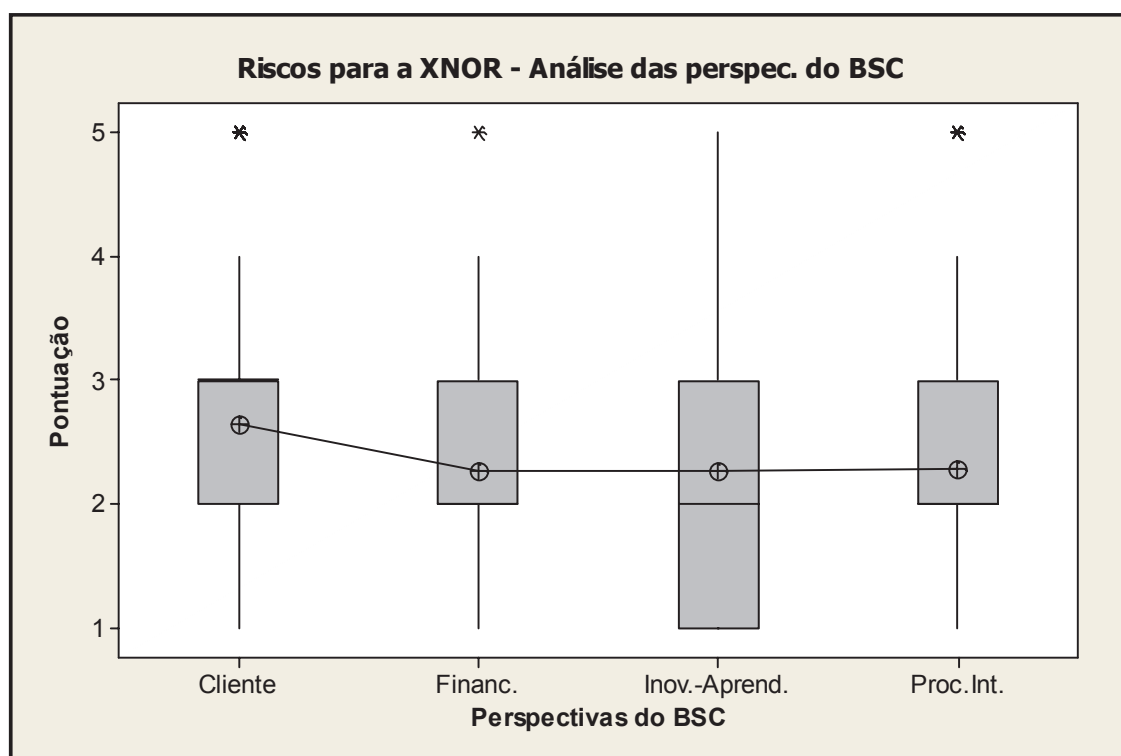 Riscos para a XNOR - Análise das perspec. do BSC
Pontuação
5
4
3
2
1
Cliente Financ. Inov.-Aprend. Proc.Int.
Perspectivas do BSC